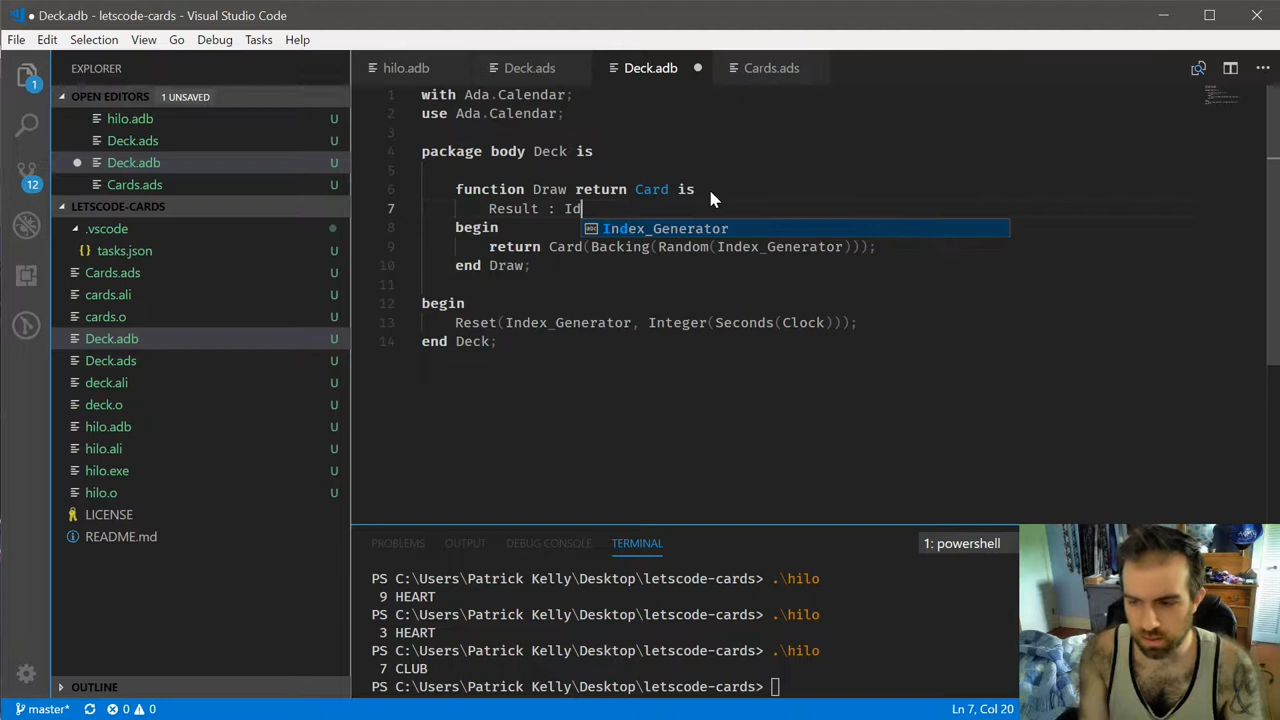 Deck.adb - letscode-cards - Visual Studio Code
File Edit Selection View Go Debug Tasks Help
EXPLORER
hilo.adb Deck.ads Deck.adb Cards.ads
OPEN EDITORS 1 UNSAVED
hilo.adb U
Deck.ads U
Deck.adb U
Cards.ads U
LETSCODE-CARDS
.vscode
tasks.json U
Cards.ads U
cards.ali U
cards.o U
Deck.adb U
Deck.ads U
deck.ali U
deck.o U
hilo.adb U
hilo.ali U
hilo.exe U
hilo.o U
LICENSE
README.md
OUTLINE
1
12
1 with Ada.Calendar;
2 use Ada.Calendar;
3
4 package body Deck is
5
6 function Draw return Card is
7 Result : Id
Index_Generator
8 begin
9 return Card(Backing(Random(Index_Generator)));
10 end Draw;
11
12 begin
13 Reset(Index_Generator, Integer(Seconds(Clock)));
14 end Deck;
PROBLEMS OUTPUT DEBUG CONSOLE TERMINAL 1: powershell
PS C:\Users\Patrick Kelly\Desktop\letscode-cards> .\hilo
9 HEART
PS C:\Users\Patrick Kelly\Desktop\letscode-cards> .\hilo
3 HEART
PS C:\Users\Patrick Kelly\Desktop\letscode-cards> .\hilo
7 CLUB
PS C:\Users\Patrick Kelly\Desktop\letscode-cards>
master* 0 0 Ln 7, Col 20